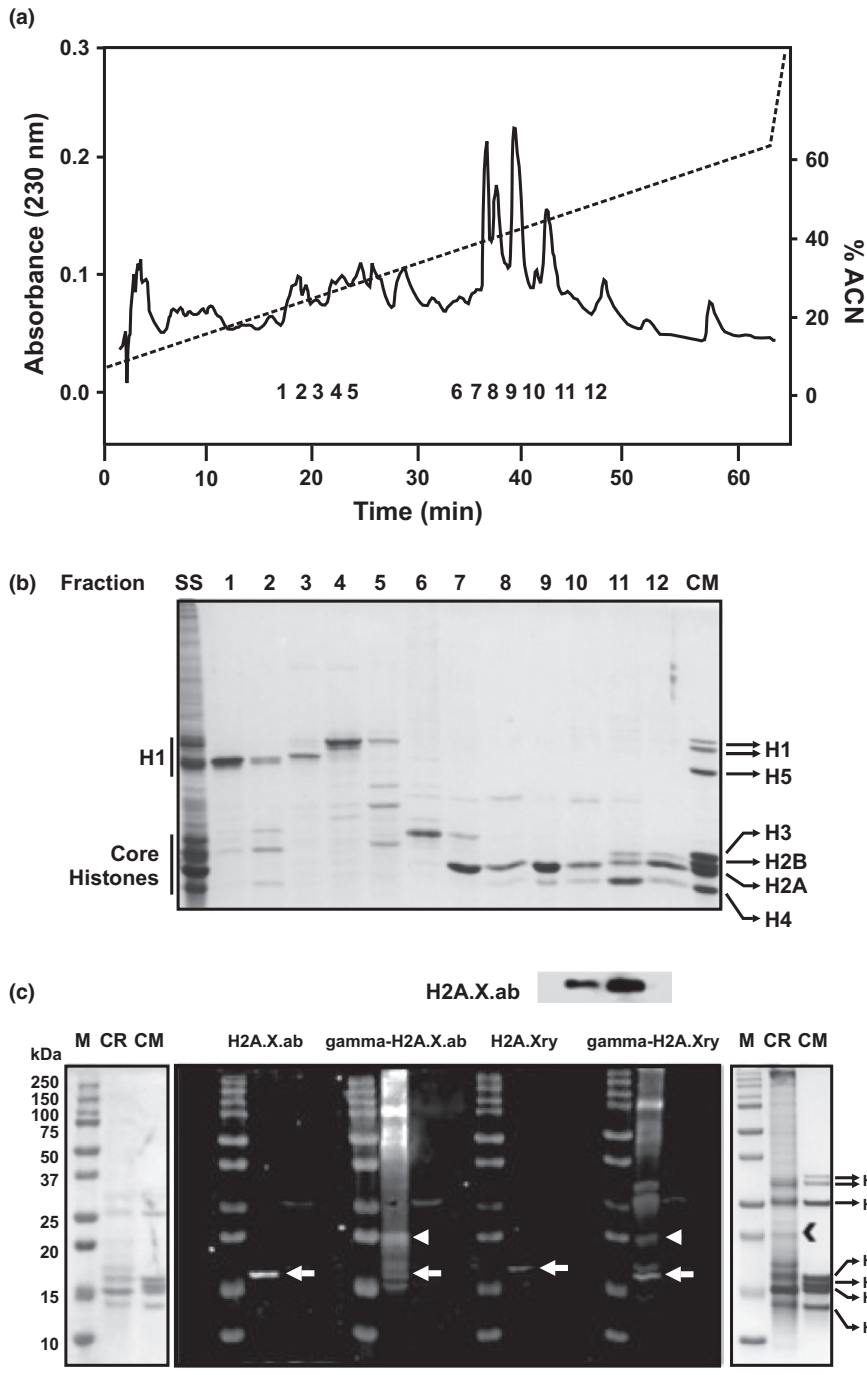 (a)
0.3
0.2
0.1
0.0
Absorbance (230 nm)
60
40
20
0
% ACN
1 2 3 4 5 6 7 8 9 10 11 12
0 10 20 30 40 50 60
Time (min)
(b) Fraction SS 1 2 3 4 5 6 7 8 9 10 11 12 CM
H1
Core
Histones
H1
H5
H3
H2B
H2A
H4
(c)
H2A.X.ab
M CR CM H2A.X.ab gamma-H2A.X.ab H2A.Xry gamma-H2A.Xry M CR CM
kDa
250
150
100
75
50
37
25
20
15
10
H
H
H
H
H
H